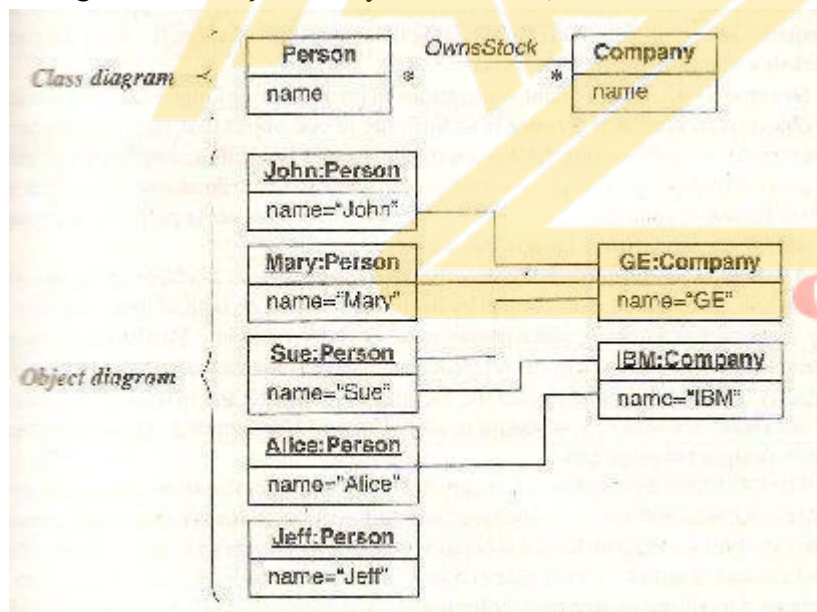 Class diagram
Person
name
*
OwnsStock
*
Company
name
Object diagram
John:Person
name="John"
Mary:Person
name="Mary"
Sue:Person
name="Sue"
Alice:Person
name="Alice"
Jeff:Person
name="Jeff"
GE:Company
name="GE"
IBM:Company
name="IBM"